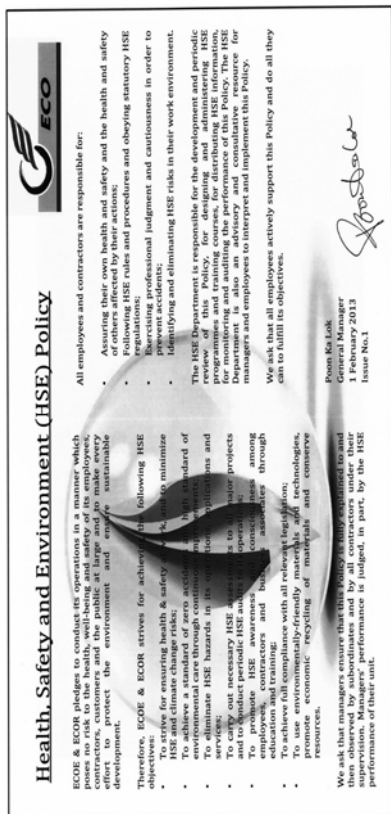 Health, Safety and Environment (HSE) Policy
ECO
ECOE & ECOR pledges to conduct its operations in a manner which
poses no risk to the health, well-being and safety of its employees,
contractors, customers and the public at large and to make every
effort to protect the environment and ensure sustainable
development.
Therefore, ECOE & ECOR strives for achieving the following HSE
objectives:
• To strive for ensuring health & safety at work, and to minimize
HSE and climate change risks;
• To achieve a standard of zero accident and high standard of
environmental care through continuous improvements;
• To eliminate HSE hazards in its operations, applications and
services;
• To carry out necessary HSE assessments to all major projects
and to conduct periodic HSE audits on operations;
• To promote HSE awareness and consciousness among
employees, contractors and business associates through
education and training;
• To achieve full compliance with all relevant legislation;
• To use environmentally-friendly materials and technologies,
promote economic recycling of materials and conserve
resources.
We ask that managers ensure that this Policy is fully explained to and
then observed by subordinates and by all contractors under their
supervision. Managers' performance is judged, in part, by the HSE
performance of their unit.
All employees and contractors are responsible for:
• Assuring their own health and safety and the health and safety
of others affected by their actions;
• Following HSE rules and procedures and obeying statutory HSE
regulations;
• Exercising professional judgment and cautiousness in order to
prevent accidents;
• Identifying and eliminating HSE risks in their work environment.
The HSE Department is responsible for the development and periodic
review of this Policy, for designing and administering HSE
programmes and training courses, for distributing HSE information,
for monitoring and auditing the performance of this Policy. The HSE
Department is also an advisory and consultative resource for
managers and employees to interpret and implement this Policy.
We ask that all employees actively support this Policy and do all they
can to fulfill its objectives.
Poon Ka Lok
General Manager
1 February 2013
Issue No.1